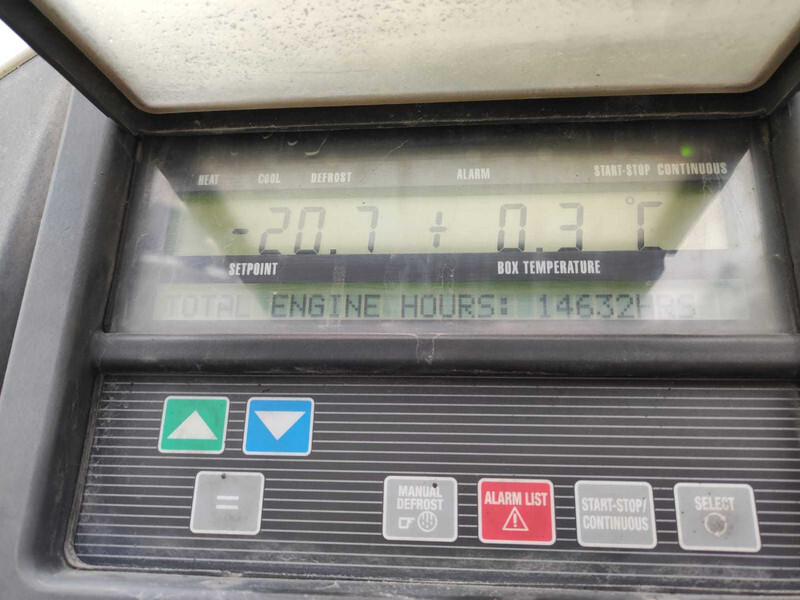 HEAT COOL DEFROST ALARM START-STOP CONTINUOUS
-20.7 + 0.3 °C
SETPOINT BOX TEMPERATURE
TOTAL ENGINE HOURS: 14632HRS
=
MANUAL DEFROST
ALARM LIST
START-STOP/
CONTINUOUS
SELECT